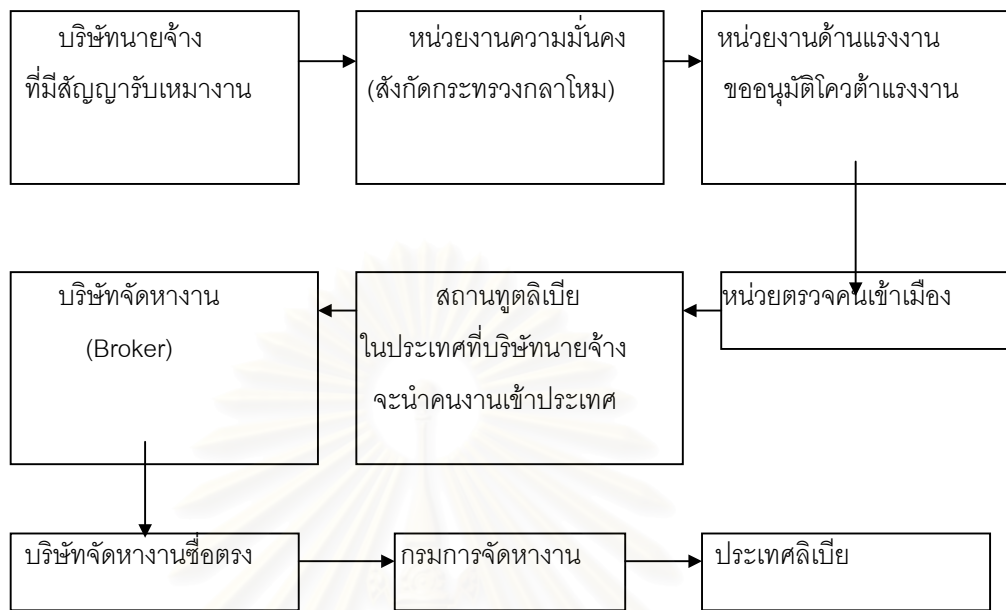 บริษัทนายจ้าง
ที่มีสัญญารับเหมางาน
หน่วยงานความมั่นคง
(สังกัดกระทรวงกลาโหม)
หน่วยงานด้านแรงงาน
ขออนุมัติโควต้าแรงงาน
หน่วยตรวจคนเข้าเมือง
สถานทูตลิเบีย
ในประเทศที่บริษัทนายจ้าง
จะนำคนงานเข้าประเทศ
บริษัทจัดหางาน
(Broker)
บริษัทจัดหางานซื่อตรง
กรมการจัดหางาน
ประเทศลิเบีย